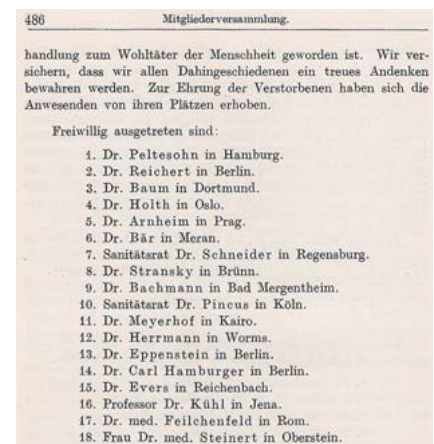 486 Mitgliederversammlung.
handlung zum Wohltäter der Menschheit geworden ist. Wir ver-
sichern, dass wir allen Dahingeschiedenen ein treues Andenken
bewahren werden. Zur Ehrung der Verstorbenen haben sich die
Anwesenden von ihren Plätzen erhoben.
Freiwillig ausgetreten sind:
1. Dr. Peltesohn in Hamburg.
2. Dr. Reichert in Berlin.
3. Dr. Baum in Dortmund.
4. Dr. Holth in Oslo.
5. Dr. Arnheim in Prag.
6. Dr. Bär in Meran.
7. Sanitätsrat Dr. Schneider in Regensburg.
8. Dr. Stransky in Brünn.
9. Dr. Bachmann in Bad Mergentheim.
10. Sanitätsrat Dr. Pincus in Köln.
11. Dr. Meyerhof in Kairo.
12. Dr. Herrmann in Worms.
13. Dr. Eppenstein in Berlin.
14. Dr. Carl Hamburger in Berlin.
15. Dr. Evers in Reichenbach.
16. Professor Dr. Kühl in Jena.
17. Dr. med. Feilchenfeld in Rom.
18. Frau Dr. med. Steinert in Oberstein.